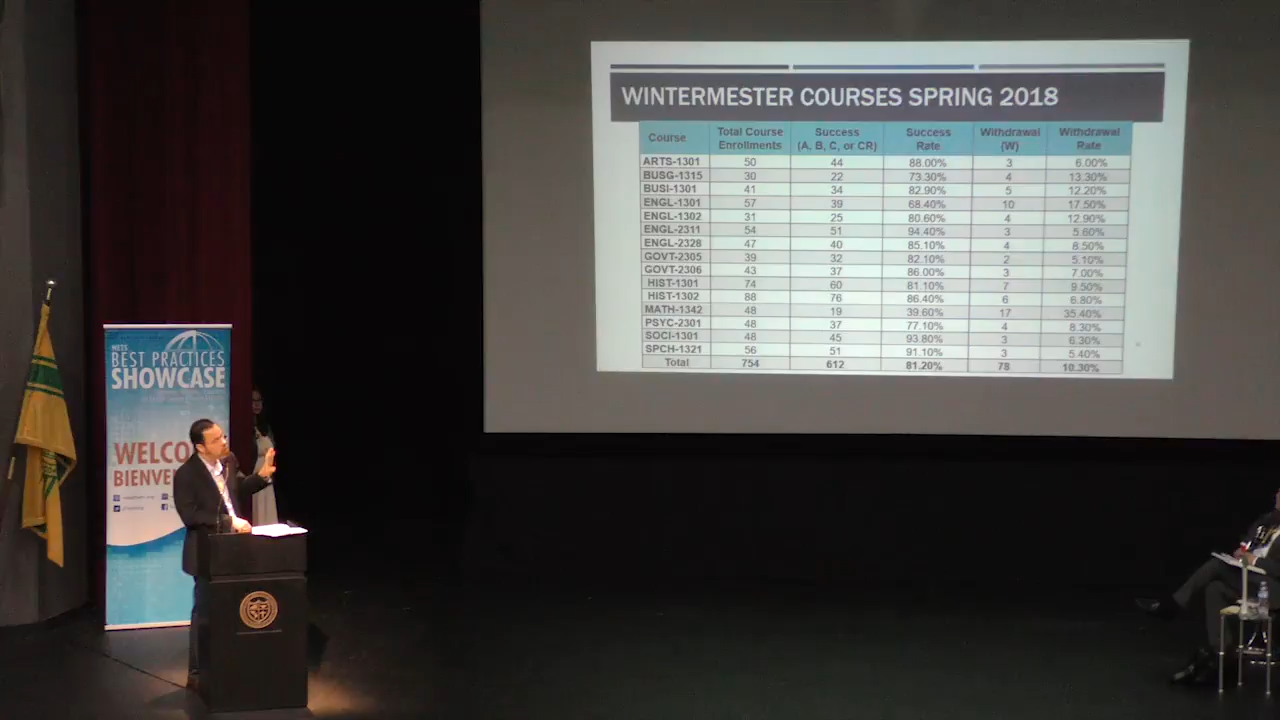 WINTERMESTER COURSES SPRING 2018
Course Total Course Enrollments Success (A, B, C, or CR) Success Rate Withdrawal (W) Withdrawal Rate
ARTS-1301 50 44 88.00% 3 6.00%
BUSG-1315 30 22 73.30% 4 13.30%
BUSI-1301 41 34 82.90% 5 12.20%
ENGL-1301 57 39 68.40% 10 17.50%
ENGL-1302 31 25 80.60% 4 12.90%
ENGL-2311 54 51 94.40% 3 5.60%
ENGL-2328 47 40 85.10% 4 8.50%
GOVT-2305 39 32 82.10% 2 5.10%
GOVT-2306 43 37 86.00% 3 7.00%
HIST-1301 74 60 81.10% 7 9.50%
HIST-1302 88 76 86.40% 6 6.80%
MATH-1342 48 19 39.60% 17 35.40%
PSYC-2301 48 37 77.10% 4 8.30%
SOCI-1301 48 45 93.80% 3 6.30%
SPCH-1321 56 51 91.10% 3 5.40%
Total 754 612 81.20% 78 10.30%
BEST PRACTICES
SHOWCASE
WELCO
BIENVE